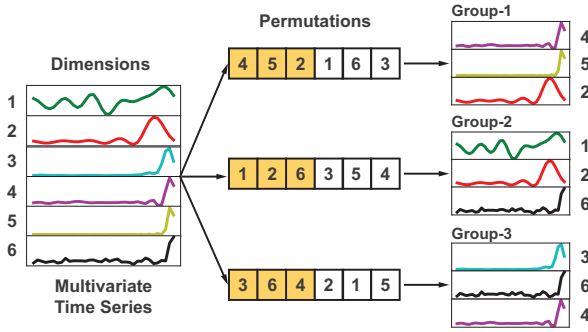 Dimensions
1
2
3
4
5
6
Multivariate
Time Series
Permutations
4 5 2 1 6 3
1 2 6 3 5 4
3 6 4 2 1 5
Group-1
4
5
2
Group-2
1
2
6
Group-3
3
6
4